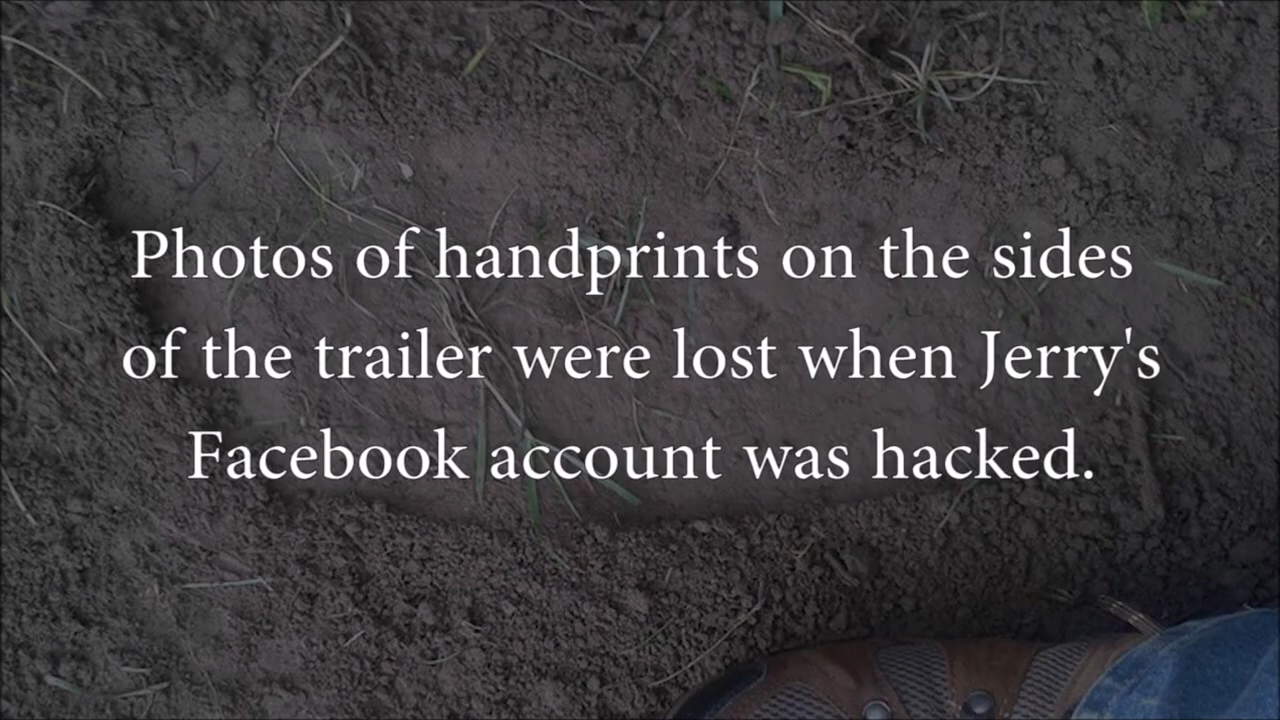 Photos of handprints on the sides
of the trailer were lost when Jerry's
Facebook account was hacked.